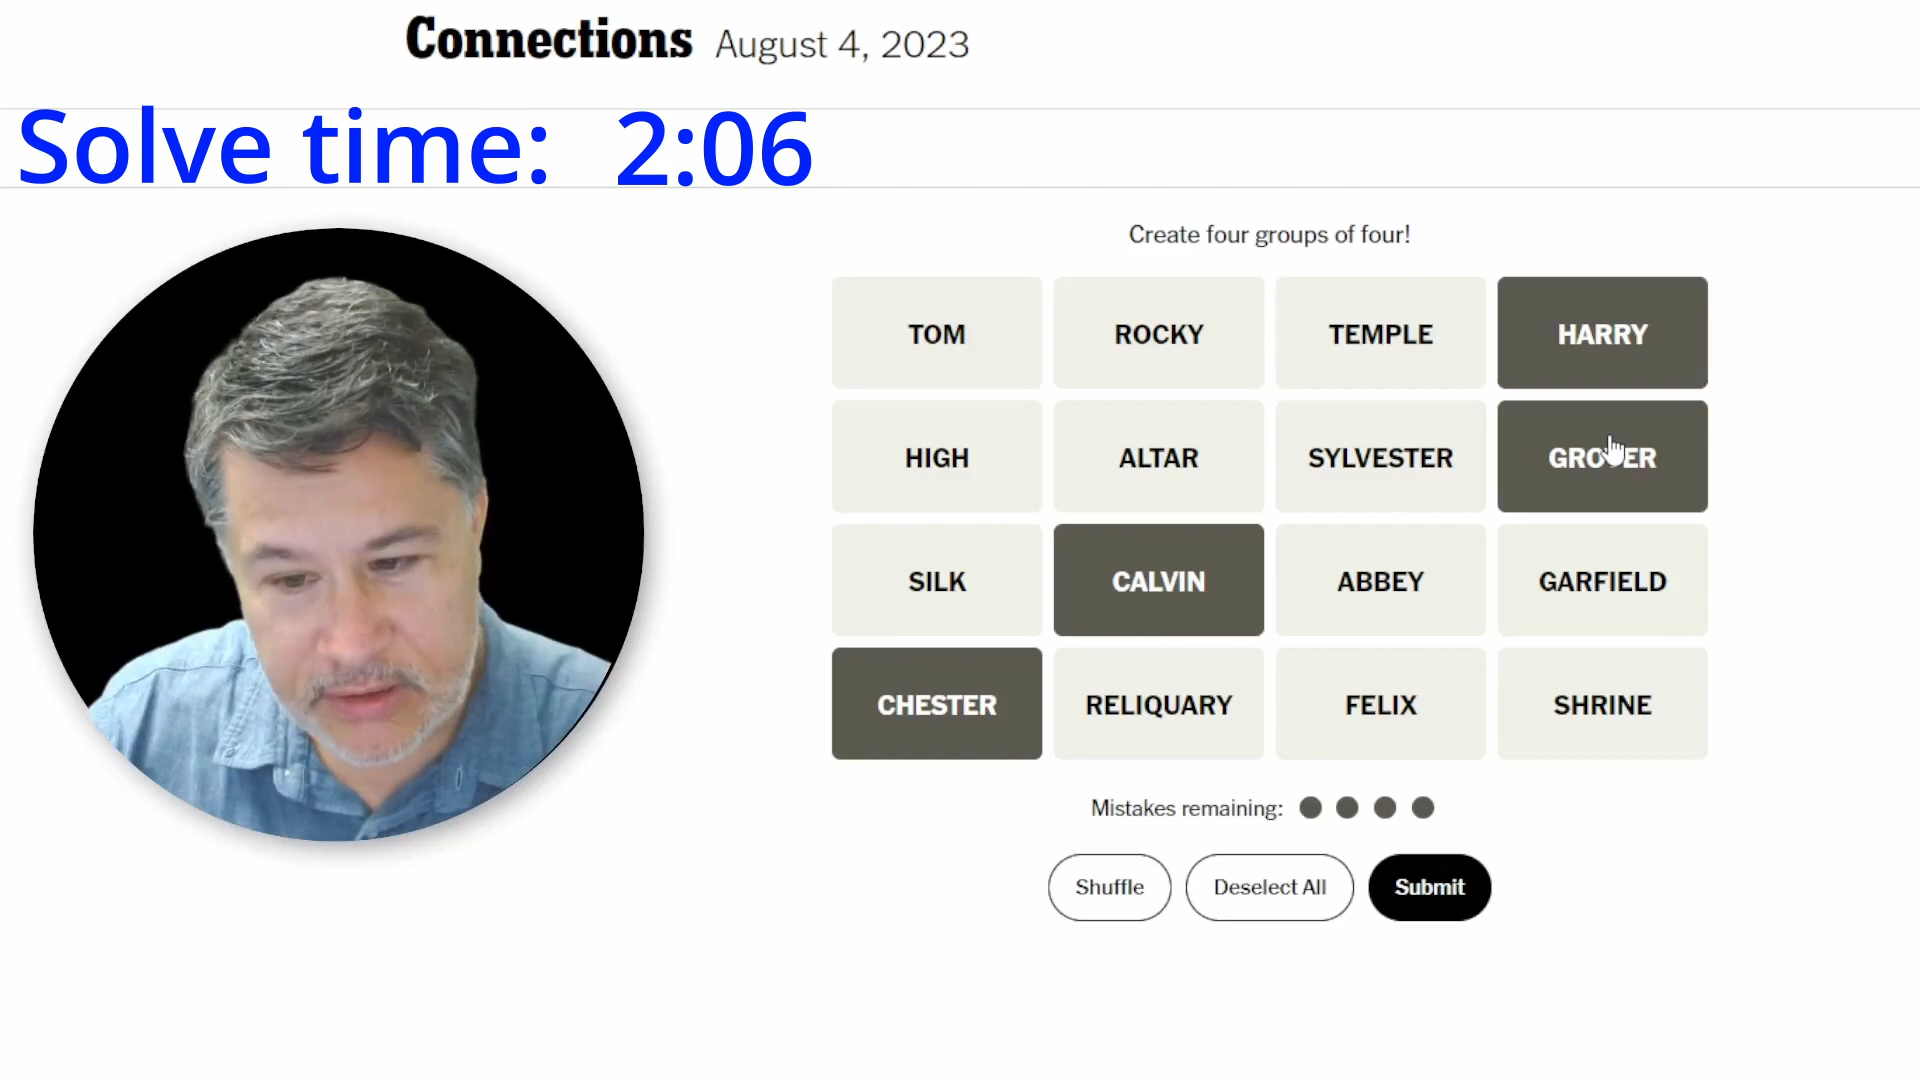 Connections August 4, 2023
Solve time: 2:06
Create four groups of four!
TOM ROCKY TEMPLE HARRY
HIGH ALTAR SYLVESTER GROVER
SILK CALVIN ABBEY GARFIELD
CHESTER RELIQUARY FELIX SHRINE
Mistakes remaining:
Shuffle Deselect All Submit